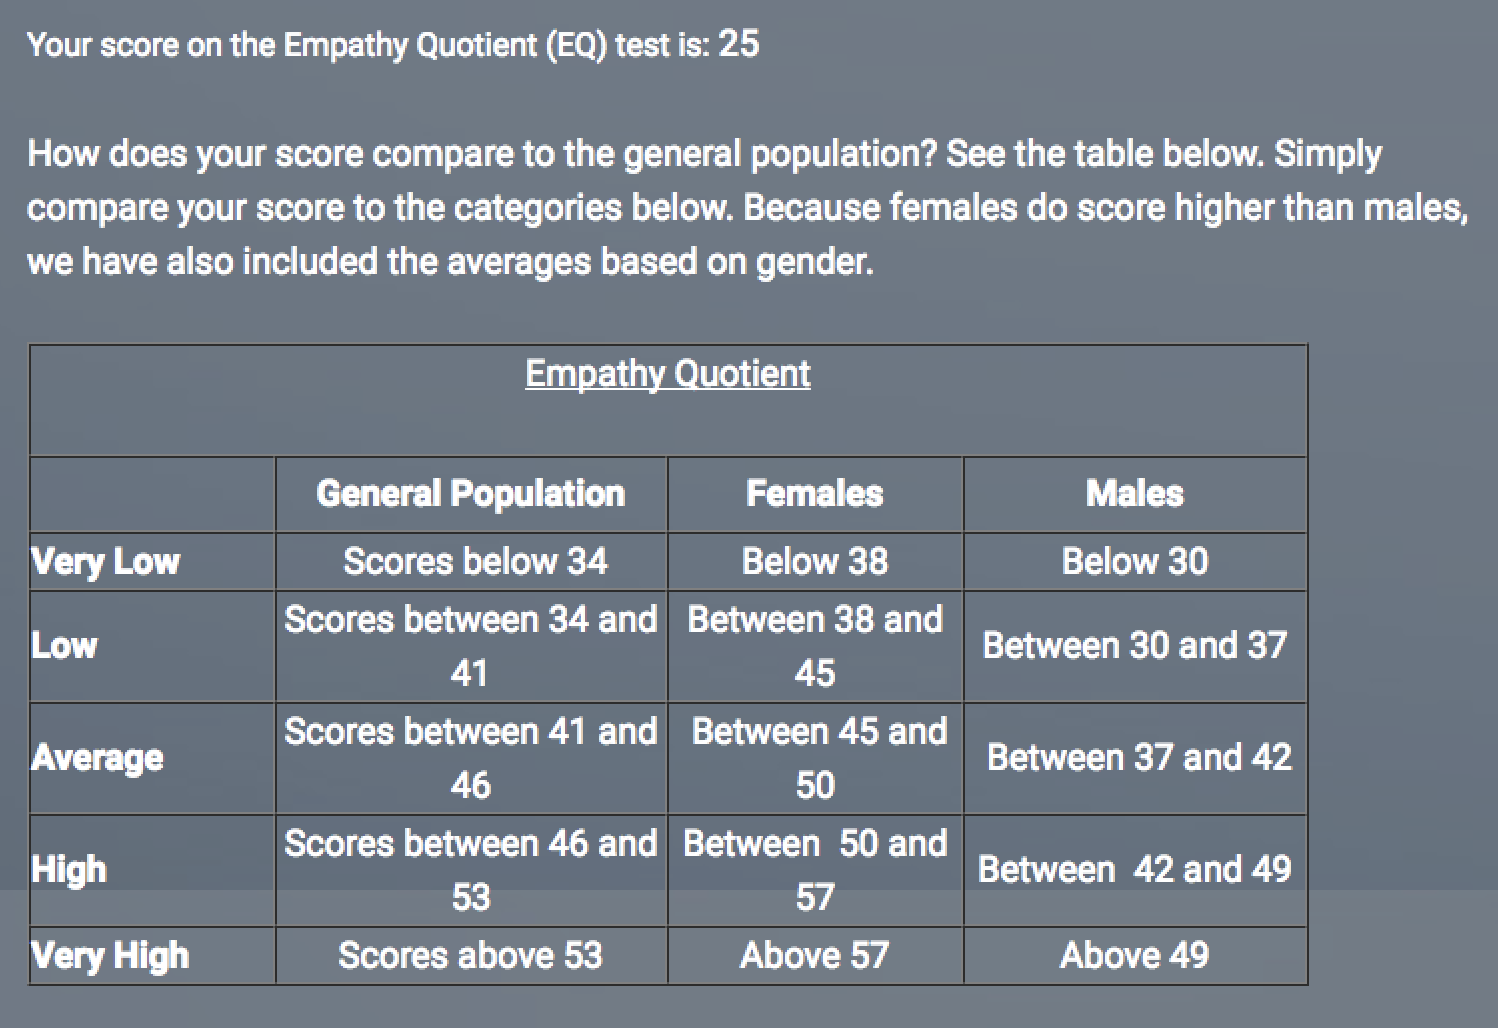 Your score on the Empathy Quotient (EQ) test is: 25
How does your score compare to the general population? See the table below. Simply
compare your score to the categories below. Because females do score higher than males,
we have also included the averages based on gender.
Empathy Quotient
General Population Females Males
Very Low Scores below 34 Below 38 Below 30
Low Scores between 34 and 41 Between 38 and 45 Between 30 and 37
Average Scores between 41 and 46 Between 45 and 50 Between 37 and 42
High Scores between 46 and 53 Between 50 and 57 Between 42 and 49
Very High Scores above 53 Above 57 Above 49